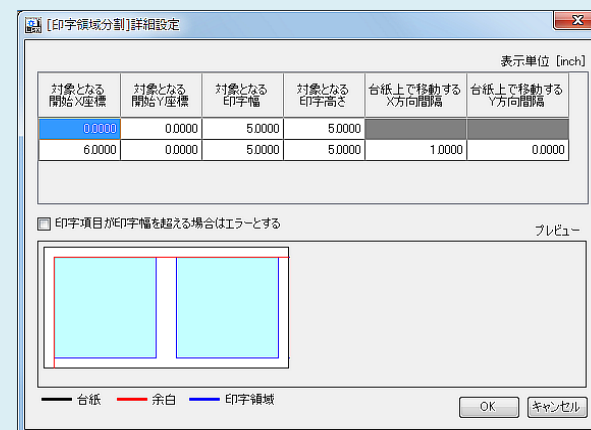 [印字領域分割]詳細設定
表示単位 [inch]
対象となる 対象となる 対象となる 対象となる 台紙上で移動する 台紙上で移動する
開始X座標 開始Y座標 印字幅 印字高さ X方向間隔 Y方向間隔
0.0000 0.0000 5.0000 5.0000
6.0000 0.0000 5.0000 5.0000 1.0000 0.0000
印字項目が印字幅を超える場合はエラーとする
プレビュー
台紙 余白 印字領域
OK キャンセル